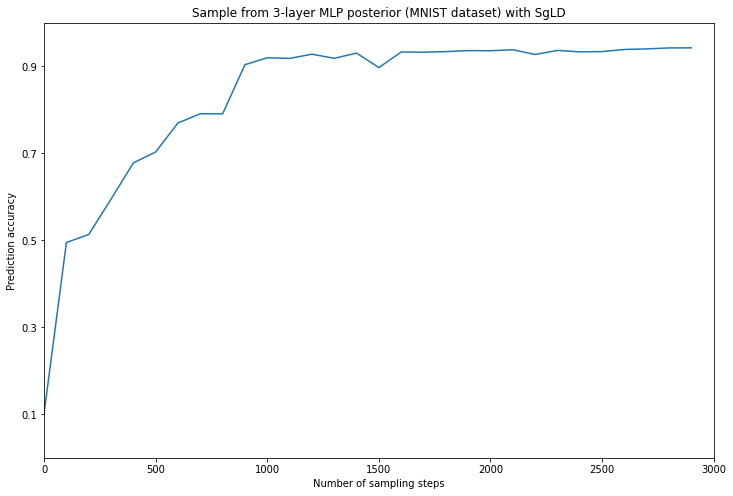 Sample from 3-layer MLP posterior (MNIST dataset) with SgLD
Prediction accuracy
0.9
0.7
0.5
0.3
0.1
0 500 1000 1500 2000 2500 3000
Number of sampling steps